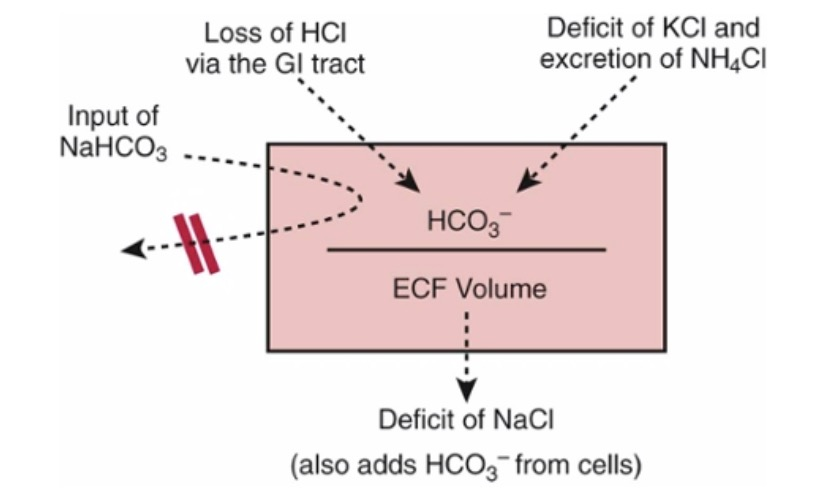 Loss of HCl
via the GI tract
Deficit of KCl and
excretion of NH₄Cl
Input of
NaHCO₃
HCO₃⁻
ECF Volume
Deficit of NaCl
(also adds HCO₃⁻ from cells)